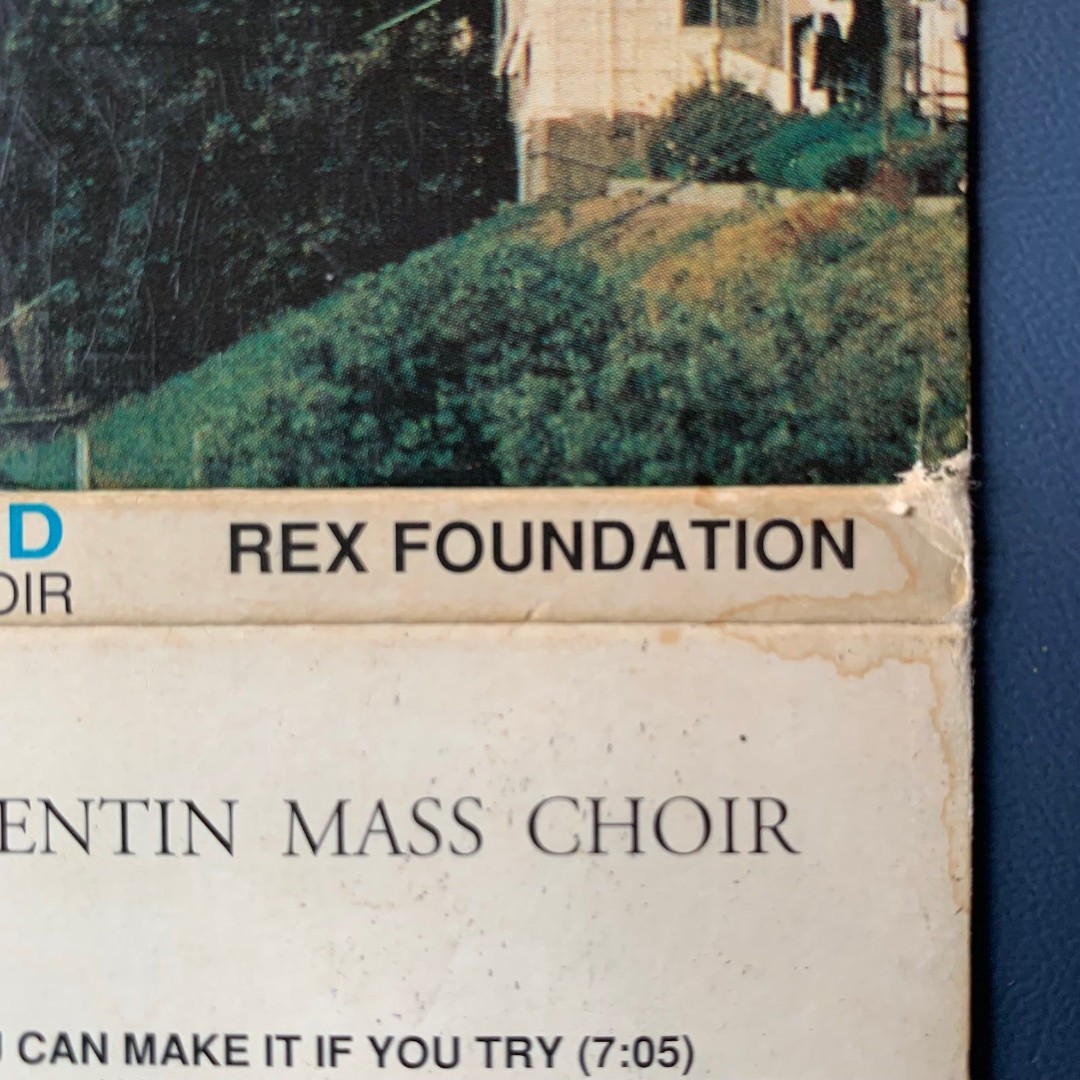 D REX FOUNDATION
OIR
ENTIN MASS CHOIR
CAN MAKE IT IF YOU TRY (7:05)